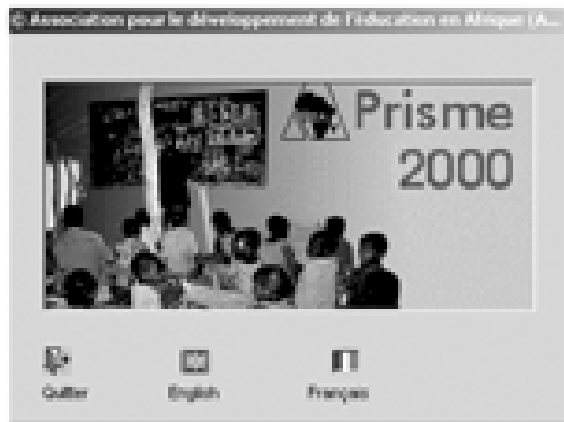 Association pour le développement de l'éducation en Afrique (A...
Prisme
2000
Quitter
English
Français